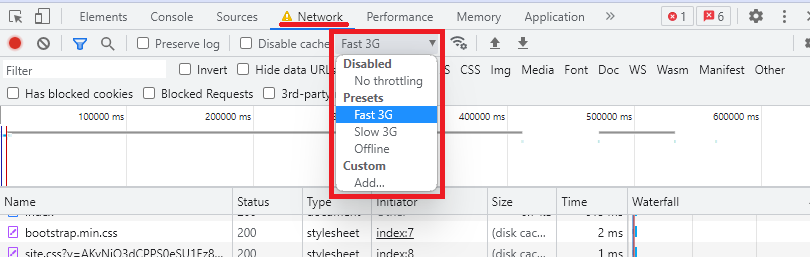 Elements Console Sources Network Performance Memory Application » 1 6
Preserve log Disable cache Fast 3G
Filter Invert Hide data URLs CSS Img Media Font Doc WS Wasm Manifest Other
Has blocked cookies Blocked Requests 3rd-party
Disabled
No throttling
Presets
Fast 3G
Slow 3G
Offline
Custom
Add...
100000 ms 200000 ms 400000 ms 500000 ms 600000 ms
Name Status Type Initiator Size Time Waterfall
bootstrap.min.css 200 stylesheet index:7 (disk cac... 2 ms
200 stylesheet index:8 (disk cac... 1 ms